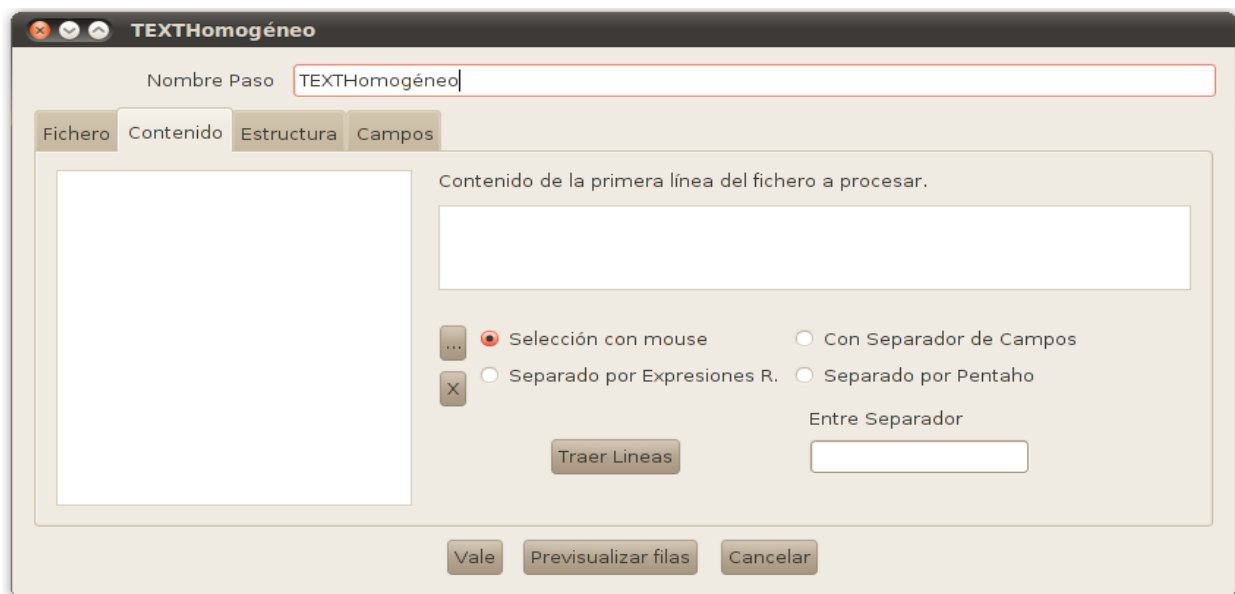 TEXTHomogéneo
Nombre Paso TEXTHomogéneo
Fichero Contenido Estructura Campos
Contenido de la primera línea del fichero a procesar.
... Selección con mouse Con Separador de Campos
X Separado por Expresiones R. Separado por Pentaho
Entre Separador
Traer Lineas
Vale Previsualizar filas Cancelar